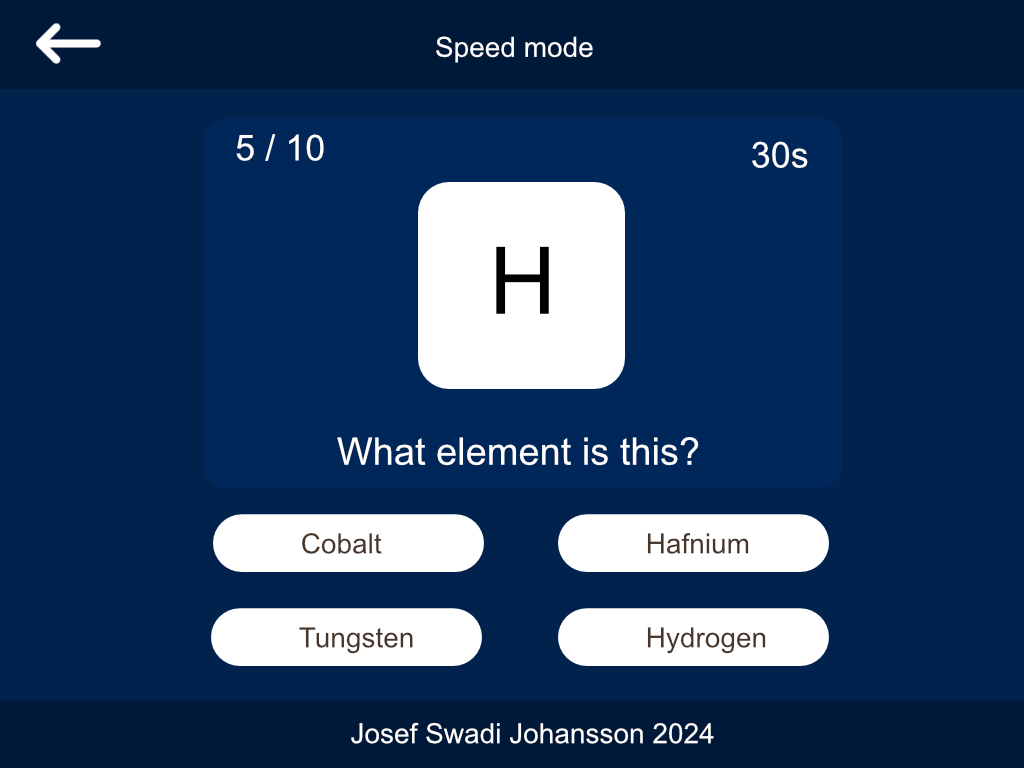 Speed mode
5 / 10
30s
H
What element is this?
Cobalt
Hafnium
Tungsten
Hydrogen
Josef Swadi Johansson 2024